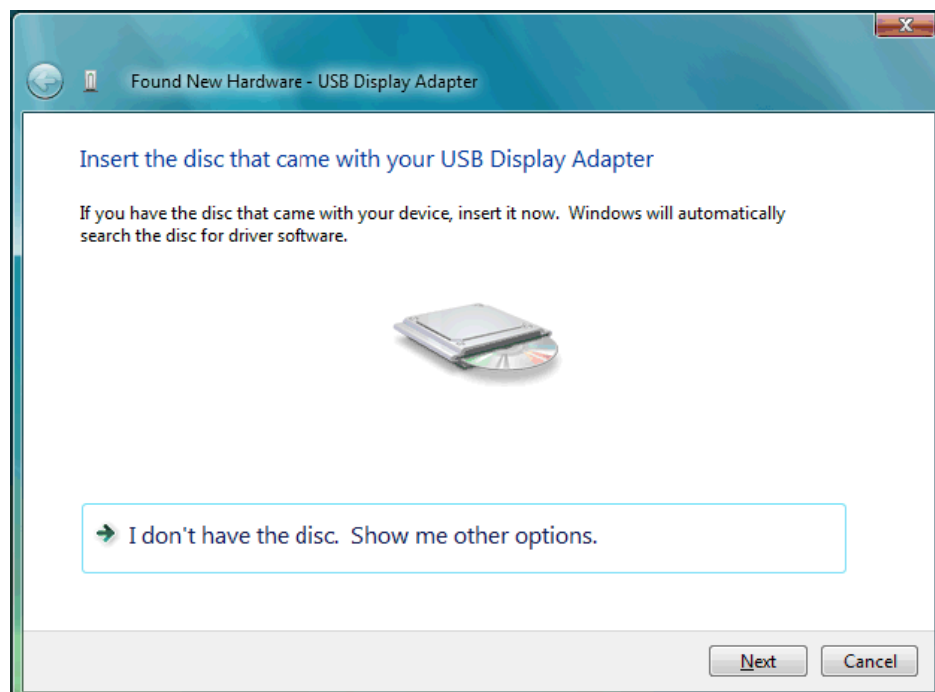 Found New Hardware - USB Display Adapter
Insert the disc that came with your USB Display Adapter
If you have the disc that came with your device, insert it now.  Windows will automatically
search the disc for driver software.
I don't have the disc.  Show me other options.
Next Cancel